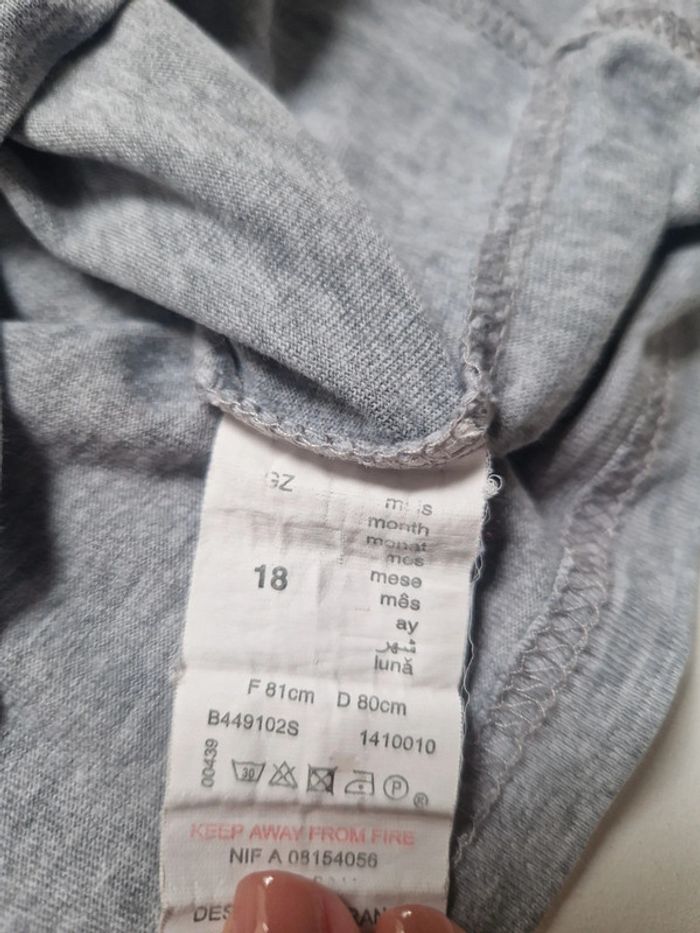 GZ
mois
month
monat
mes
18 mese
mês
ay
شهر
lună
F 81cm D 80cm
B449102S 1410010
00439
30 P ®
KEEP AWAY FROM FIRE
NIF A 08154056